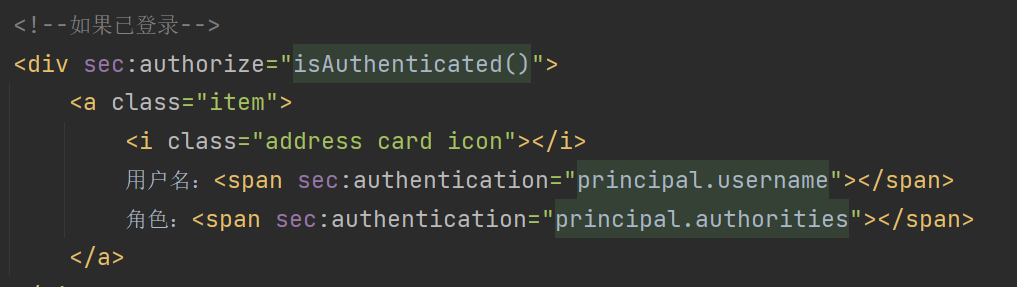 <!--如果已登录-->
<div sec:authorize="isAuthenticated()">
<a class="item">
<i class="address card icon"></i>
用户名：<span sec:authentication="principal.username"></span>
角色：<span sec:authentication="principal.authorities"></span>
</a>